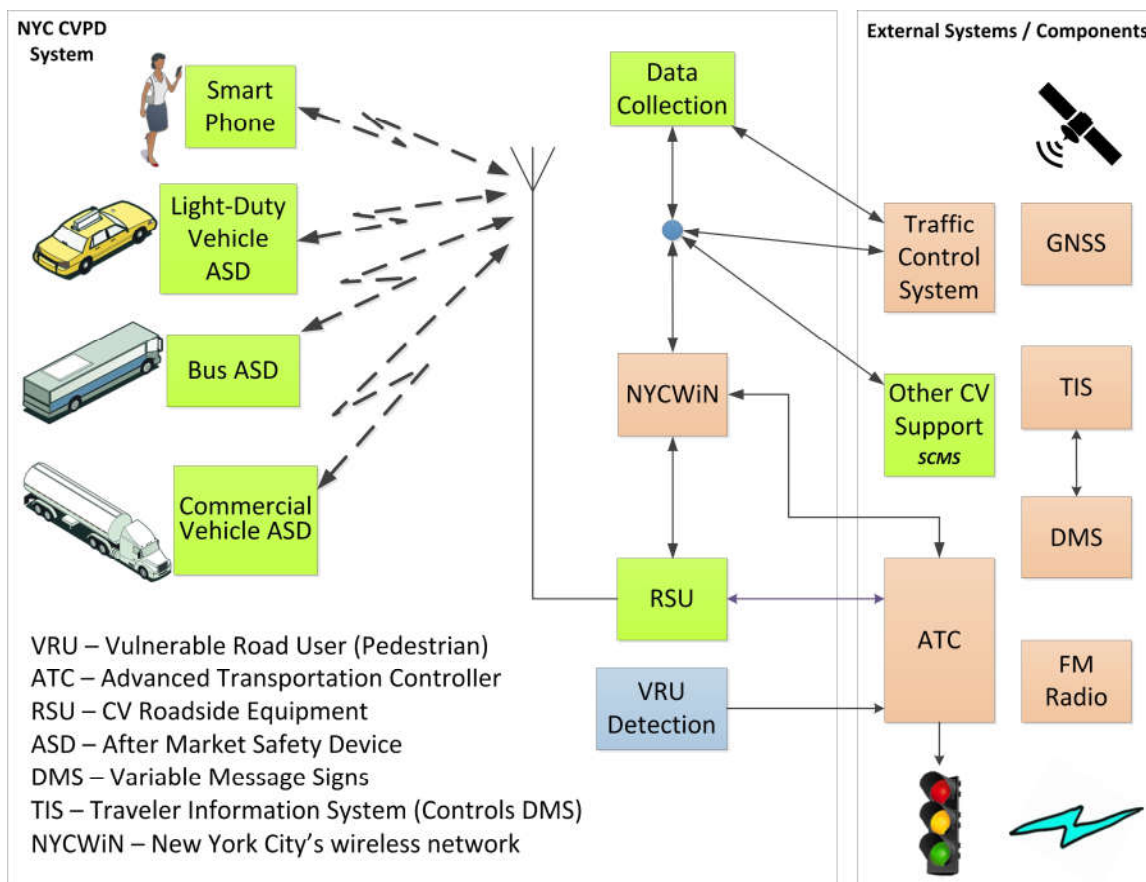 NYC CVPD
System
External Systems / Components
Smart
Phone
Data
Collection
Light-Duty
Vehicle
ASD
Traffic
Control
System
GNSS
Bus ASD
NYCWiN
Other CV
Support
SCMS
TIS
Commercial
Vehicle ASD
DMS
RSU
ATC
VRU
Detection
FM
Radio
VRU – Vulnerable Road User (Pedestrian)
ATC – Advanced Transportation Controller
RSU – CV Roadside Equipment
ASD – After Market Safety Device
DMS – Variable Message Signs
TIS – Traveler Information System (Controls DMS)
NYCWiN – New York City's wireless network